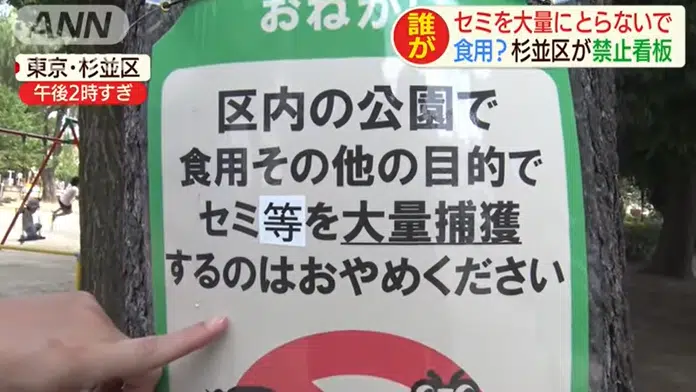 ANN
東京・杉並区
午後2時すぎ
誰が
セミを大量にとらないで
食用?杉並区が禁止看板
おねが
区内の公園で
食用その他の目的で
セミ等を大量捕獲
するのはおやめください